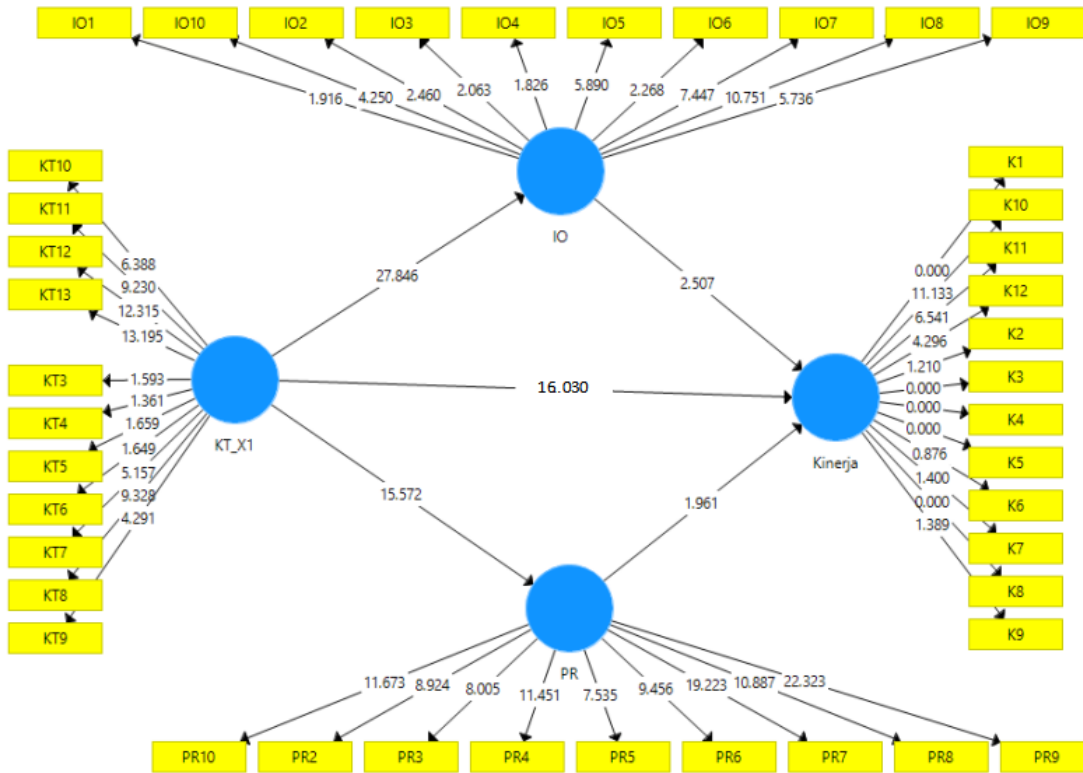 IO1 IO10 IO2 IO3 IO4 IO5 IO6 IO7 IO8 IO9
1.916 4.250 2.460 2.063 1.826 5.890 2.268 7.447 10.751 5.736
IO
KT10
KT11
KT12
KT13
6.388
9.230
12.315
13.195
KT3
KT4
KT5
KT6
KT7
KT8
KT9
1.593
1.361
1.659
1.649
5.157
9.328
4.291
KT_X1
27.846
2.507
16.030
15.572
1.961
Kinerja
K1
K10
K11
K12
K2
K3
K4
K5
K6
K7
K8
K9
0.000
11.133
6.541
4.296
1.210
0.000
0.000
0.000
0.876
1.400
0.000
1.389
PR
11.673 8.924 8.005 11.451 7.535 9.456 19.223 10.887 22.323
PR10 PR2 PR3 PR4 PR5 PR6 PR7 PR8 PR9